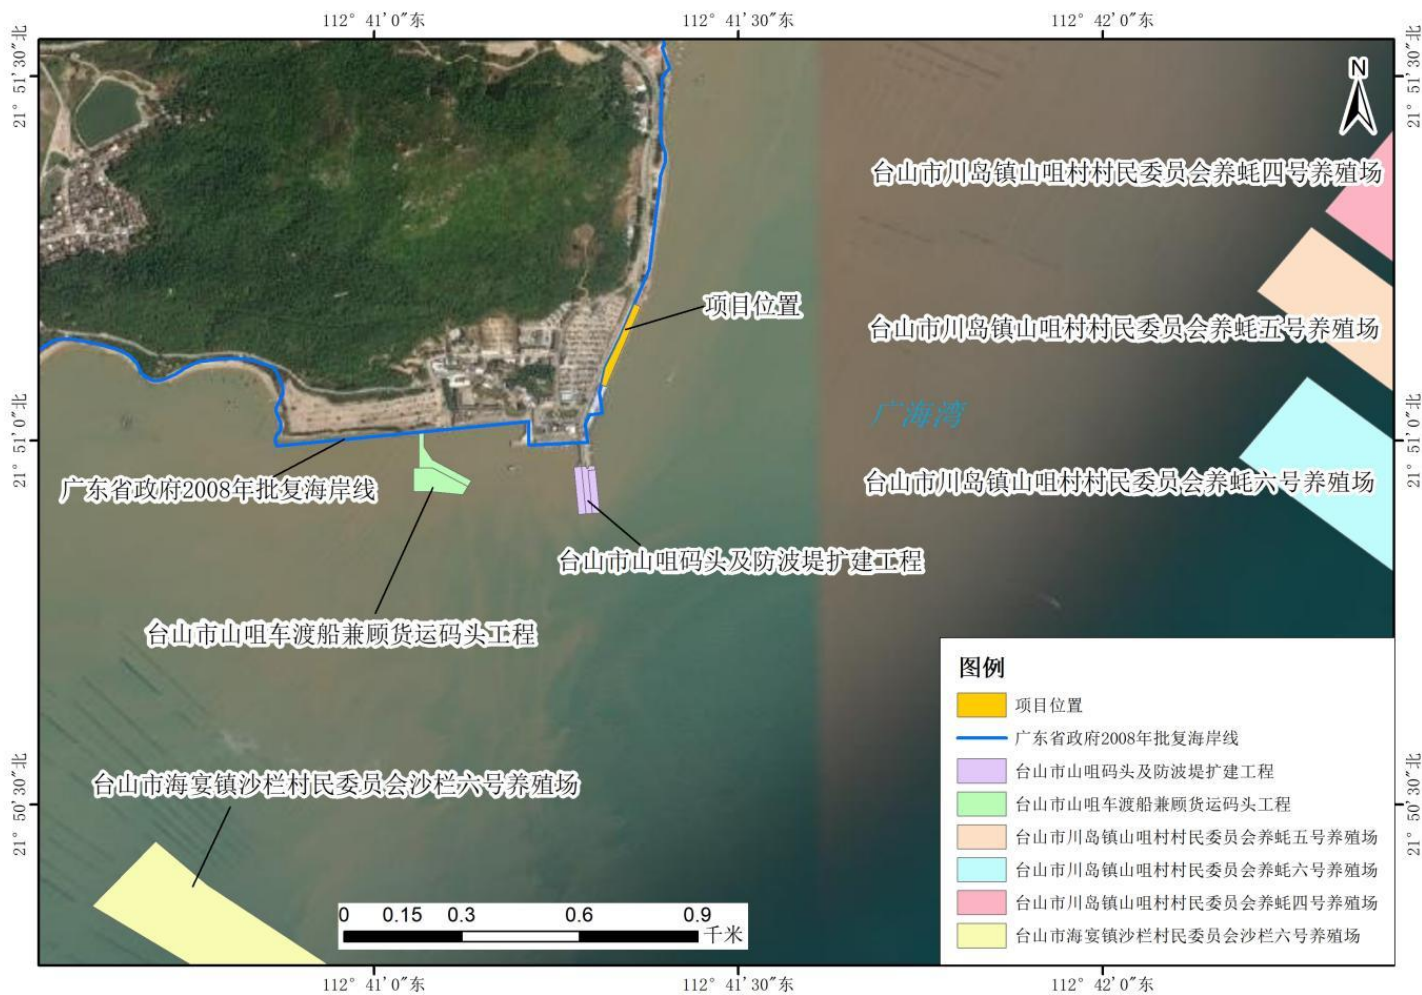 112° 41′0″东
112° 41′30″东
112° 42′0″东
21° 51′30″北
21° 51′30″北
N
台山市川岛镇山咀村村民委员会养蚝四号养殖场
项目位置
台山市川岛镇山咀村村民委员会养蚝五号养殖场
广海湾
21° 51′0″北
21° 51′0″北
台山市川岛镇山咀村村民委员会养蚝六号养殖场
广东省政府2008年批复海岸线
台山市山咀码头及防波堤扩建工程
台山市山咀车渡船兼顾货运码头工程
图例
项目位置
广东省政府2008年批复海岸线
台山市山咀码头及防波堤扩建工程
台山市山咀车渡船兼顾货运码头工程
台山市川岛镇山咀村村民委员会养蚝五号养殖场
台山市川岛镇山咀村村民委员会养蚝六号养殖场
台山市川岛镇山咀村村民委员会养蚝四号养殖场
台山市海宴镇沙栏村民委员会沙栏六号养殖场
台山市海宴镇沙栏村民委员会沙栏六号养殖场
21° 50′30″北
21° 50′30″北
0 0.15 0.3 0.6 0.9
千米
112° 41′0″东
112° 41′30″东
112° 42′0″东